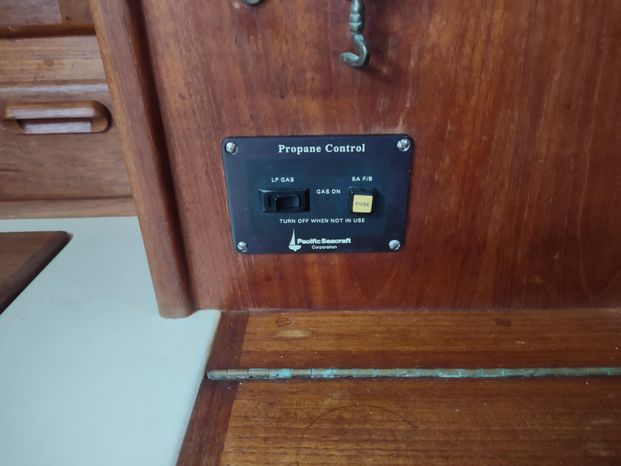 Propane Control
LP GAS
5A F/B
GAS ON
FUSE
TURN OFF WHEN NOT IN USE
Pacific Seacraft
Corporation